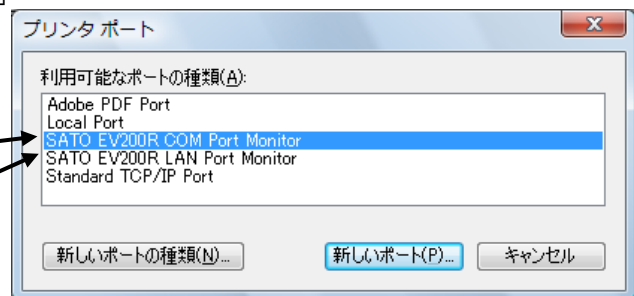 プリンタ ポート
利用可能なポートの種類(A):
Adobe PDF Port
Local Port
SATO EV200R COM Port Monitor
SATO EV200R LAN Port Monitor
Standard TCP/IP Port
新しいポートの種類(N)... 新しいポート(P)... キャンセル